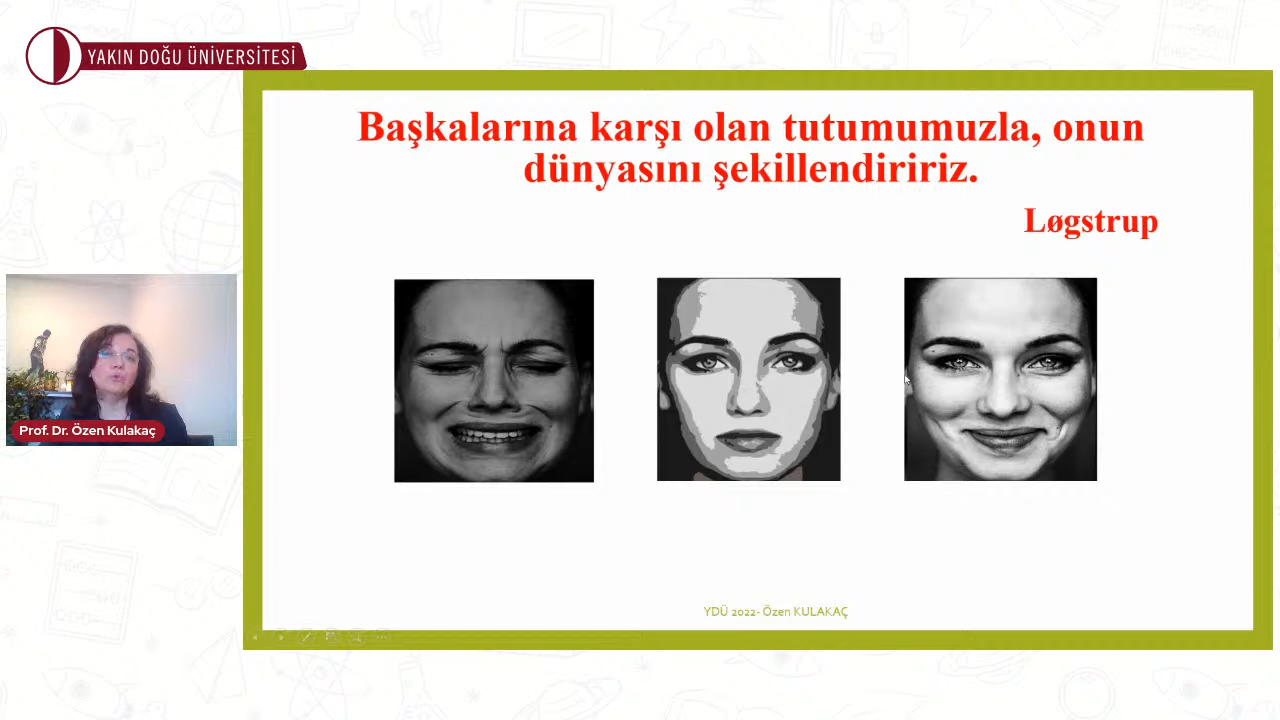 YAKIN DOĞU ÜNİVERSİTESİ
Başkalarına karşı olan tutumumuzla, onun
dünyasını şekillendiririz.
Løgstrup
Prof. Dr. Özen Kulakaç
YDÜ 2022- Özen KULAKAÇ